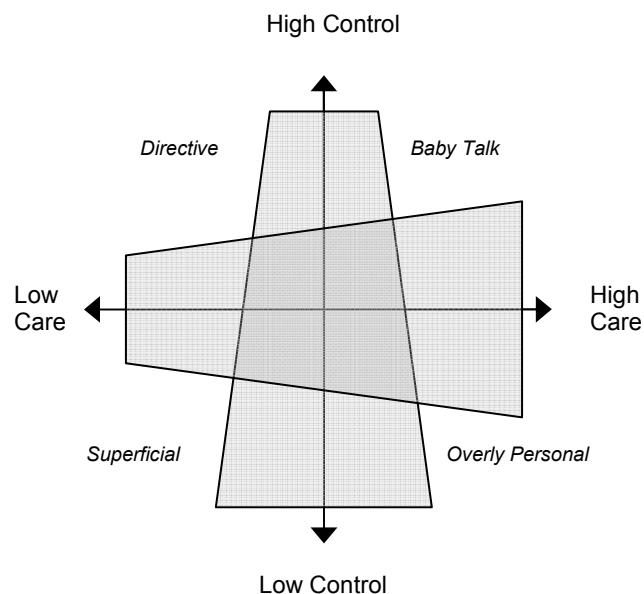 High Control
Directive
Baby Talk
Low
Care
High
Care
Superficial
Overly Personal
Low Control